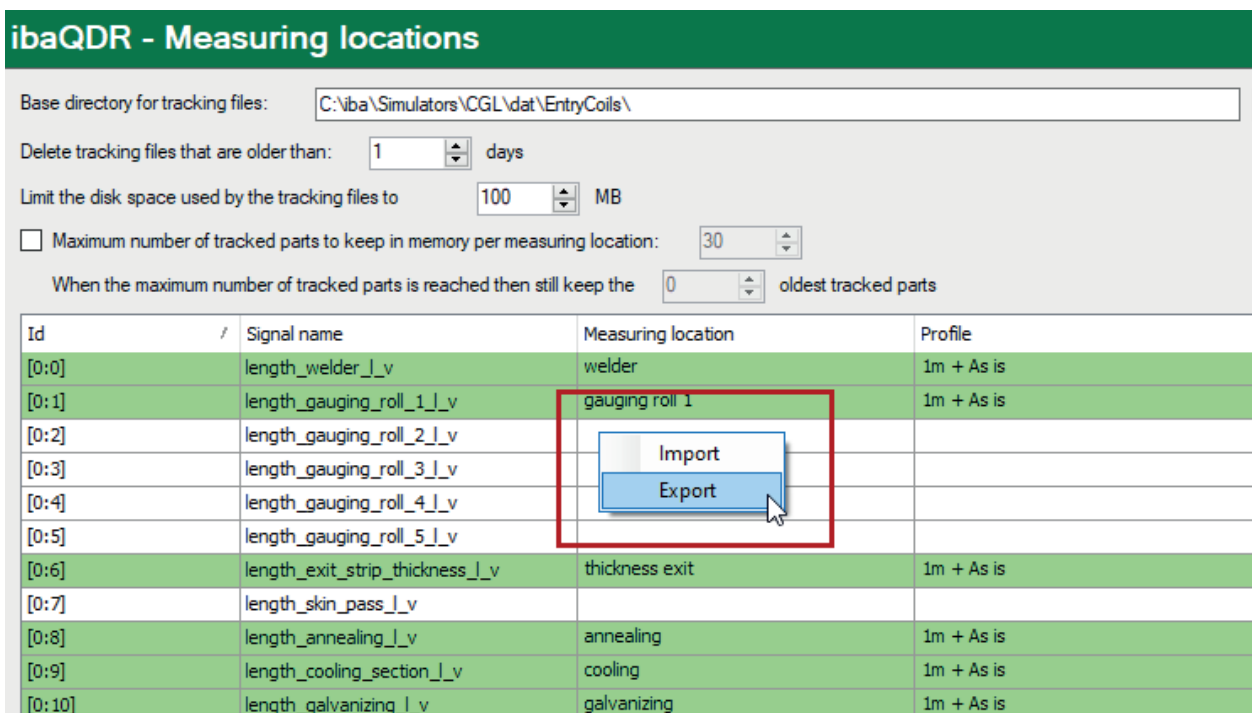 ibaQDR - Measuring locations
Base directory for tracking files: C:\iba\Simulators\CGL\dat\EntryCoils\
Delete tracking files that are older than: 1 days
Limit the disk space used by the tracking files to 100 MB
Maximum number of tracked parts to keep in memory per measuring location: 30
When the maximum number of tracked parts is reached then still keep the 0 oldest tracked parts
Id / Signal name Measuring location Profile
[0:0] length_welder_l_v welder 1m + As is
[0:1] length_gauging_roll_1_l_v gauging roll 1 1m + As is
[0:2] length_gauging_roll_2_l_v
Import
[0:3] length_gauging_roll_3_l_v
Export
[0:4] length_gauging_roll_4_l_v
[0:5] length_gauging_roll_5_l_v
[0:6] length_exit_strip_thickness_l_v thickness exit 1m + As is
[0:7] length_skin_pass_l_v
[0:8] length_annealing_l_v annealing 1m + As is
[0:9] length_cooling_section_l_v cooling 1m + As is
[0:10] length_galvanizing_l_v galvanizing 1m + As is